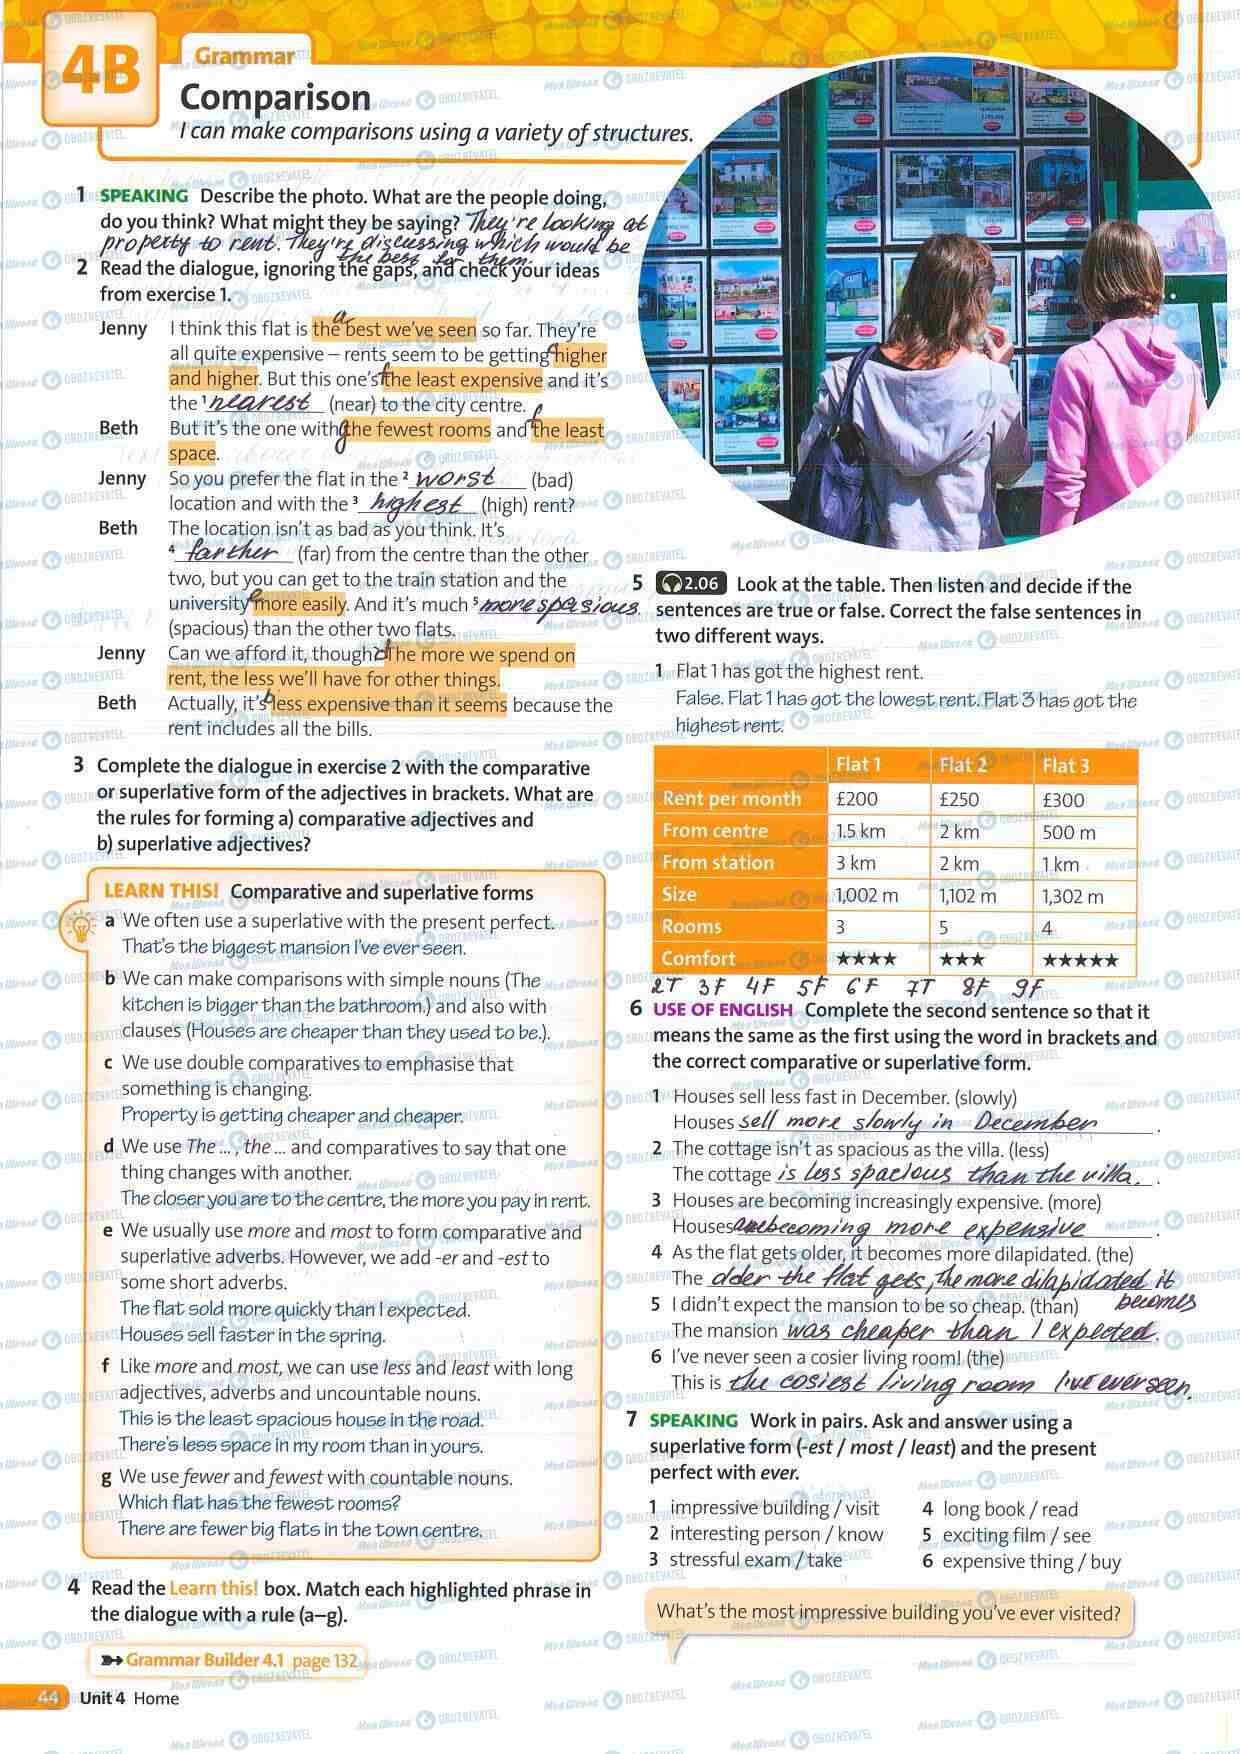 4B
Grammar
Comparison
I can make comparisons using a variety of structures.
1 SPEAKING Describe the photo. What are the people doing,
do you think? What might they be saying? They're looking at
property to rent. They're discussing which would be
the best for them.
2 Read the dialogue, ignoring the gaps, and check your ideas
from exercise 1.
a
Jenny I think this flat is the best we've seen so far. They're
all quite expensive – rents seem to be getting c higher
and higher. But this one's f the least expensive and it's
the ¹ nearest (near) to the city centre.
Beth But it's the one with g the fewest rooms and f the least
space.
Jenny So you prefer the flat in the ² worst (bad)
location and with the ³ highest (high) rent?
Beth The location isn't as bad as you think. It's
⁴ farther (far) from the centre than the other
two, but you can get to the train station and the
university e more easily. And it's much ⁵ more spasious
(spacious) than the other two flats.
Jenny Can we afford it, though? d The more we spend on
rent, the less we'll have for other things.
Beth Actually, it's b less expensive than it seems because the
rent includes all the bills.
3 Complete the dialogue in exercise 2 with the comparative
or superlative form of the adjectives in brackets. What are
the rules for forming a) comparative adjectives and
b) superlative adjectives?
LEARN THIS! Comparative and superlative forms
a We often use a superlative with the present perfect.
That's the biggest mansion I've ever seen.
b We can make comparisons with simple nouns (The
kitchen is bigger than the bathroom.) and also with
clauses (Houses are cheaper than they used to be.).
c We use double comparatives to emphasise that
something is changing.
Property is getting cheaper and cheaper.
d We use The ... , the ... and comparatives to say that one
thing changes with another.
The closer you are to the centre, the more you pay in rent.
e We usually use more and most to form comparative and
superlative adverbs. However, we add -er and -est to
some short adverbs.
The flat sold more quickly than I expected.
Houses sell faster in the spring.
f Like more and most, we can use less and least with long
adjectives, adverbs and uncountable nouns.
This is the least spacious house in the road.
There's less space in my room than in yours.
g We use fewer and fewest with countable nouns.
Which flat has the fewest rooms?
There are fewer big flats in the town centre.
4 Read the Learn this! box. Match each highlighted phrase in
the dialogue with a rule (a–g).
Grammar Builder 4.1 page 132
44 Unit 4 Home
5 2.06 Look at the table. Then listen and decide if the
sentences are true or false. Correct the false sentences in
two different ways.
1 Flat 1 has got the highest rent.
False. Flat 1 has got the lowest rent. Flat 3 has got the
highest rent.
Flat 1 Flat 2 Flat 3
Rent per month £200 £250 £300
From centre 1.5 km 2 km 500 m
From station 3 km 2 km 1 km
Size 1,002 m 1,102 m 1,302 m
Rooms 3 5 4
Comfort ★★★★ ★★★ ★★★★★
2T 3F 4F 5F 6F 7T 8F 9F
6 USE OF ENGLISH Complete the second sentence so that it
means the same as the first using the word in brackets and
the correct comparative or superlative form.
1 Houses sell less fast in December. (slowly)
Houses sell more slowly in December .
2 The cottage isn't as spacious as the villa. (less)
The cottage is less spacious than the villa. .
3 Houses are becoming increasingly expensive. (more)
Houses are becoming more expensive .
4 As the flat gets older, it becomes more dilapidated. (the)
The older the flat gets, the more dilapidated it
becomes
5 I didn't expect the mansion to be so cheap. (than)
The mansion was cheaper than I expected.
6 I've never seen a cosier living room! (the)
This is the cosiest living room I've ever seen.
7 SPEAKING Work in pairs. Ask and answer using a
superlative form (-est / most / least) and the present
perfect with ever.
1 impressive building / visit
2 interesting person / know
3 stressful exam / take
4 long book / read
5 exciting film / see
6 expensive thing / buy
What's the most impressive building you've ever visited?